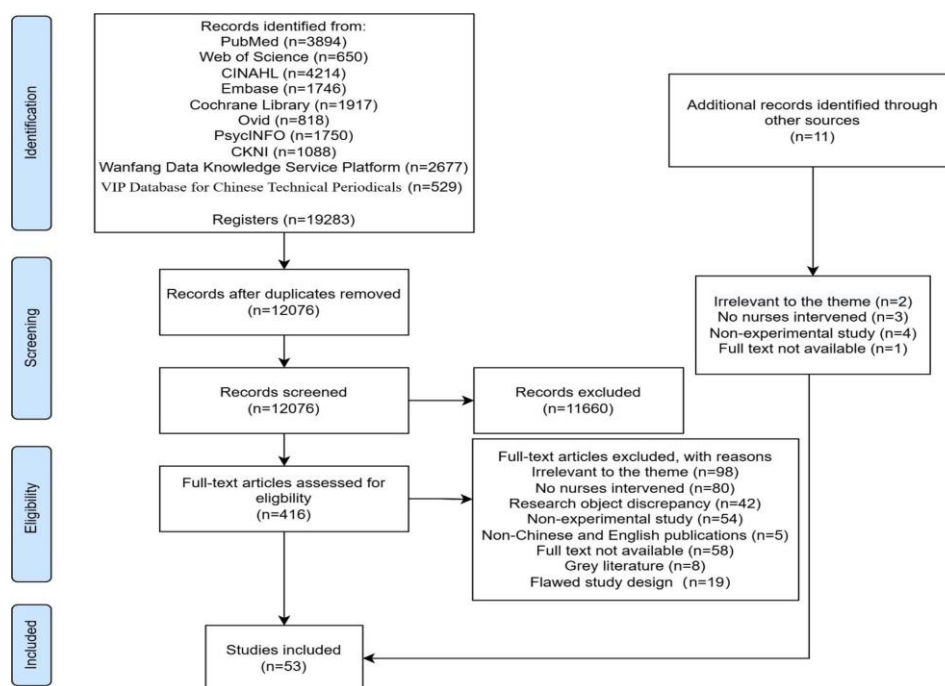 Identification
Records identified from:
PubMed (n=3894)
Web of Science (n=650)
CINAHL (n=4214)
Embase (n=1746)
Cochrane Library (n=1917)
Ovid (n=818)
PsycINFO (n=1750)
CKNI (n=1088)
Wanfang Data Knowledge Service Platform (n=2677)
VIP Database for Chinese Technical Periodicals (n=529)
Registers (n=19283)
Additional records identified through
other sources
(n=11)
Screening
Records after duplicates removed
(n=12076)
Irrelevant to the theme (n=2)
No nurses intervened (n=3)
Non-experimental study (n=4)
Full text not available (n=1)
Records screened
(n=12076)
Records excluded
(n=11660)
Eligibility
Full-text articles assessed for
eligbility
(n=416)
Full-text articles excluded, with reasons
Irrelevant to the theme (n=98)
No nurses intervened (n=80)
Research object discrepancy (n=42)
Non-experimental study (n=54)
Non-Chinese and English publications (n=5)
Full text not available (n=58)
Grey literature (n=8)
Flawed study design (n=19)
Included
Studies included
(n=53)